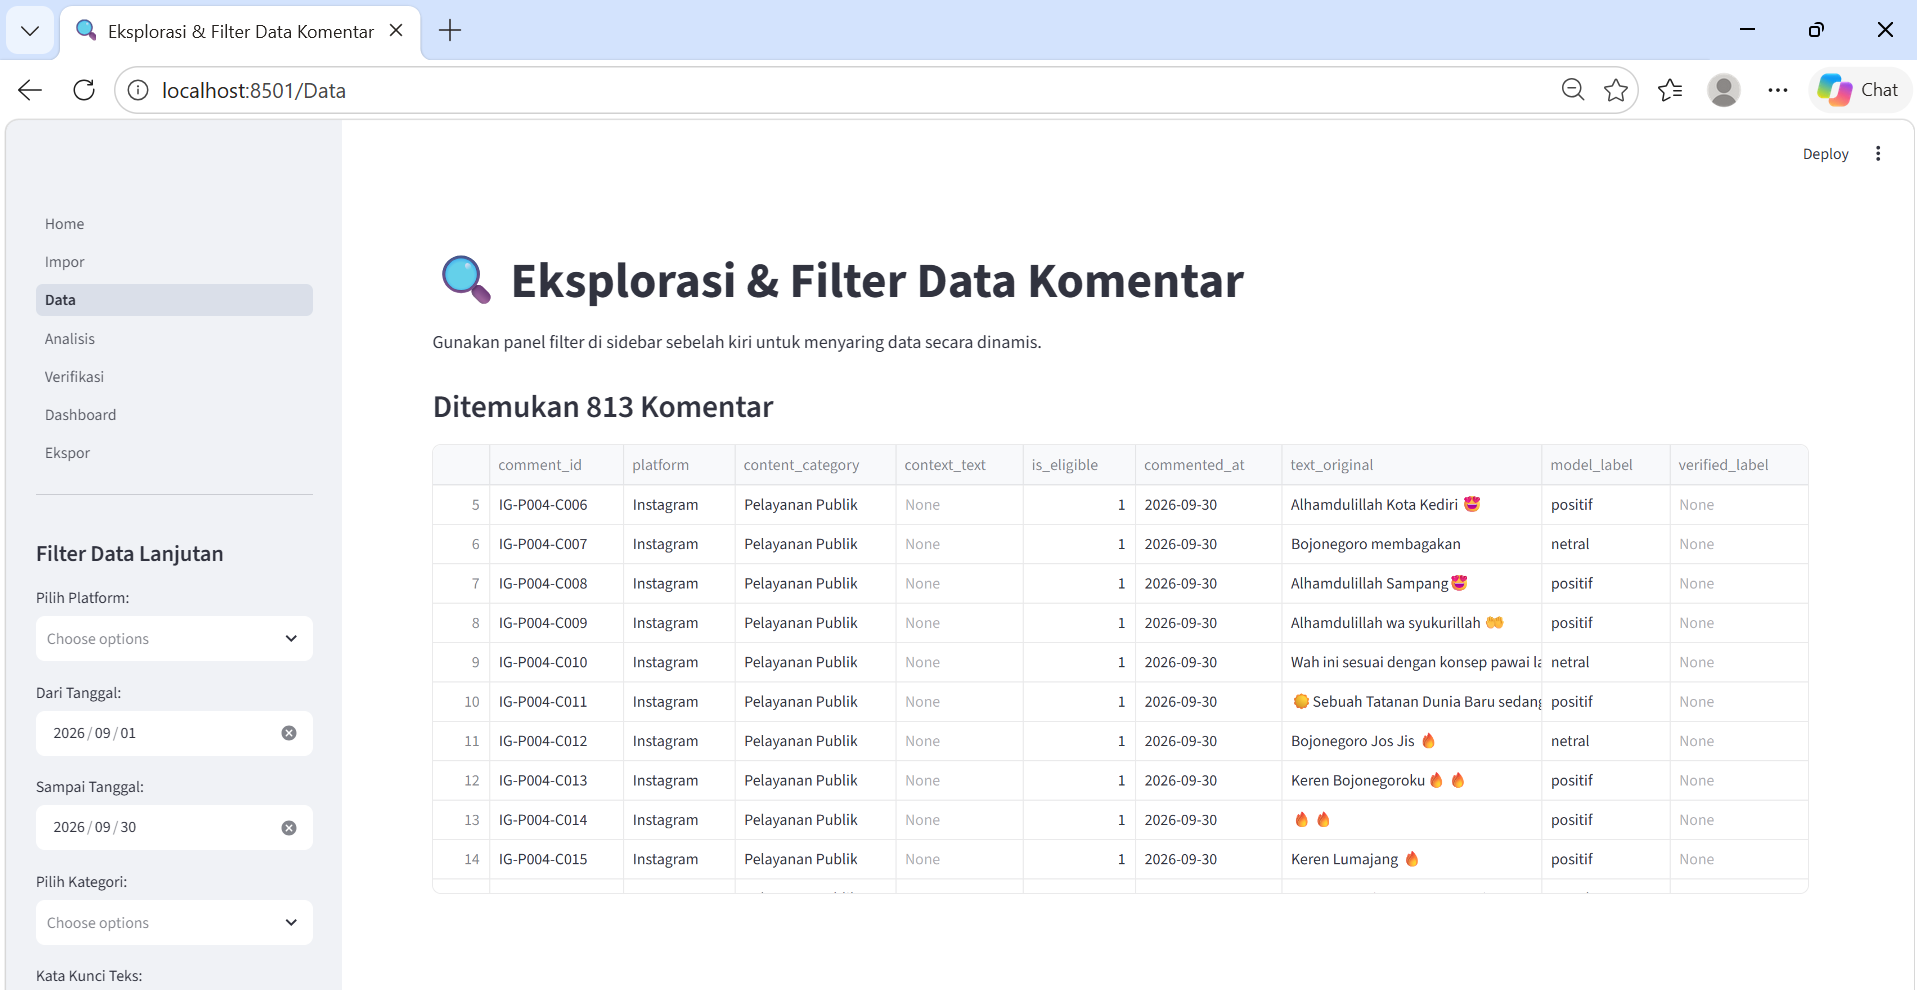 Eksplorasi & Filter Data Komentar
localhost:8501/Data
Chat
Deploy
Home
Impor
Data
Analisis
Verifikasi
Dashboard
Ekspor
Filter Data Lanjutan
Pilih Platform:
Choose options
Dari Tanggal:
2026/09/01
Sampai Tanggal:
2026/09/30
Pilih Kategori:
Choose options
Kata Kunci Teks:
🔍 Eksplorasi & Filter Data Komentar
Gunakan panel filter di sidebar sebelah kiri untuk menyaring data secara dinamis.
Ditemukan 813 Komentar
comment_id platform content_category context_text is_eligible commented_at text_original model_label verified_label
5 IG-P004-C006 Instagram Pelayanan Publik None 1 2026-09-30 Alhamdulillah Kota Kediri 😍 positif None
6 IG-P004-C007 Instagram Pelayanan Publik None 1 2026-09-30 Bojonegoro membagakan netral None
7 IG-P004-C008 Instagram Pelayanan Publik None 1 2026-09-30 Alhamdulillah Sampang😍 positif None
8 IG-P004-C009 Instagram Pelayanan Publik None 1 2026-09-30 Alhamdulillah wa syukurillah 🤲 positif None
9 IG-P004-C010 Instagram Pelayanan Publik None 1 2026-09-30 Wah ini sesuai dengan konsep pawai positif netral None
10 IG-P004-C011 Instagram Pelayanan Publik None 1 2026-09-30 🌼 Sebuah Tatanan Dunia Baru sedang positif None
11 IG-P004-C012 Instagram Pelayanan Publik None 1 2026-09-30 Bojonegoro Jos Jis 🔥 netral None
12 IG-P004-C013 Instagram Pelayanan Publik None 1 2026-09-30 Keren Bojonegoroku 🔥 🔥 positif None
13 IG-P004-C014 Instagram Pelayanan Publik None 1 2026-09-30 🔥 🔥 positif None
14 IG-P004-C015 Instagram Pelayanan Publik None 1 2026-09-30 Keren Lumajang 🔥 positif None